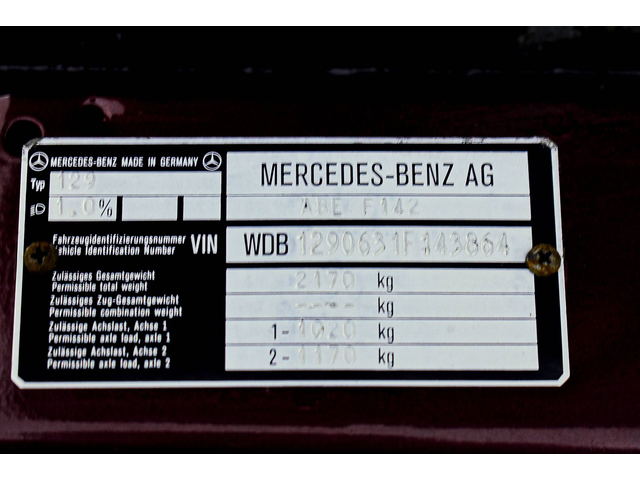 MERCEDES-BENZ MADE IN GERMANY
Typ 129
1.0%
MERCEDES-BENZ AG
ABE F142
Fahrzeugidentifizierungsnummer
Vehicle Identification Number
VIN WDB 1290631F143864
Zulässiges Gesamtgewicht
Permissible total weight
2170 kg
Zulässiges Zug-Gesamtgewicht
Permissible combination weight
---- kg
Zulässige Achslast, Achse 1
Permissible axle load, axle 1
1- 1020 kg
Zulässige Achslast, Achse 2
Permissible axle load, axle 2
2- 1170 kg